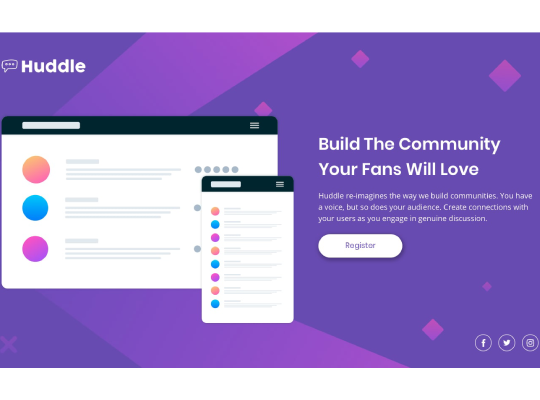 Huddle
Build The Community
Your Fans Will Love
Huddle re-imagines the way we build communities. You have
a voice, but so does your audience. Create connections with
your users as you engage in genuine discussion.
Registor